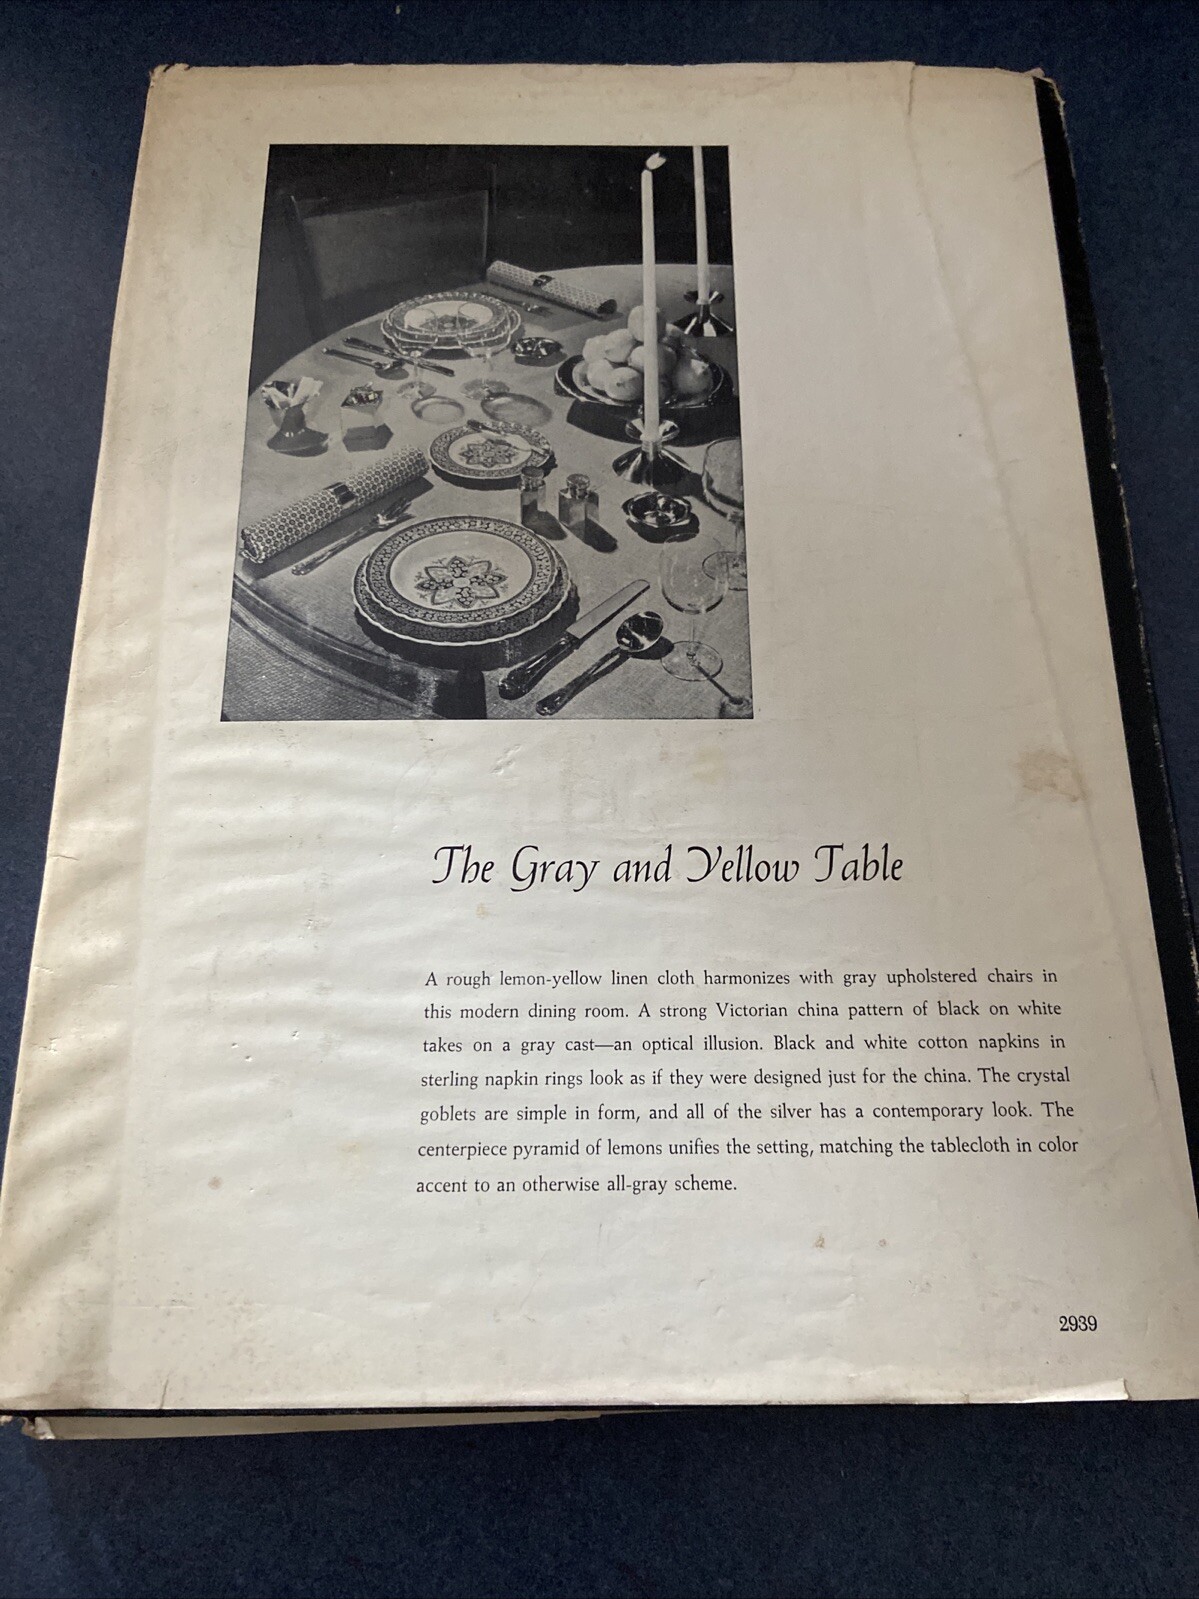 The Gray and Yellow Table
A rough lemon-yellow linen cloth harmonizes with gray upholstered chairs in
this modern dining room. A strong Victorian china pattern of black on white
takes on a gray cast—an optical illusion. Black and white cotton napkins in
sterling napkin rings look as if they were designed just for the china. The crystal
goblets are simple in form, and all of the silver has a contemporary look. The
centerpiece pyramid of lemons unifies the setting, matching the tablecloth in color
accent to an otherwise all-gray scheme.
2939